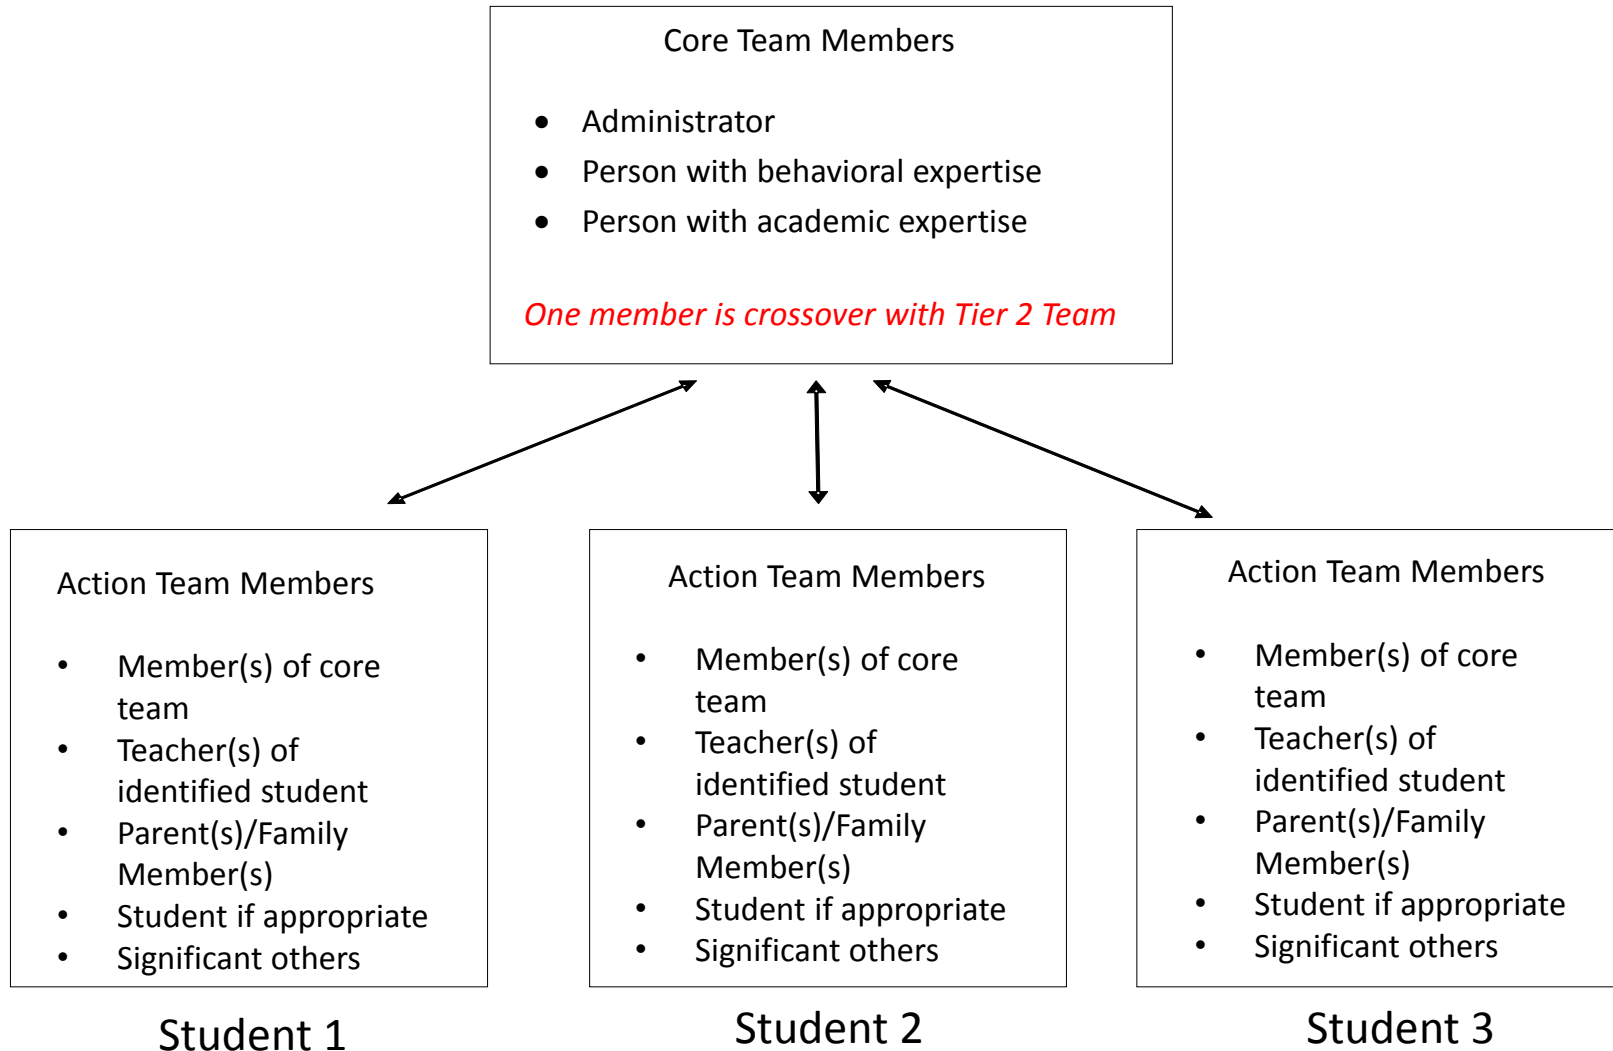 Core Team Members
• Administrator
• Person with behavioral expertise
• Person with academic expertise
One member is crossover with Tier 2 Team
Action Team Members
• Member(s) of core
team
• Teacher(s) of
identified student
• Parent(s)/Family
Member(s)
• Student if appropriate
• Significant others
Student 1
Action Team Members
• Member(s) of core
team
• Teacher(s) of
identified student
• Parent(s)/Family
Member(s)
• Student if appropriate
• Significant others
Student 2
Action Team Members
• Member(s) of core
team
• Teacher(s) of
identified student
• Parent(s)/Family
Member(s)
• Student if appropriate
• Significant others
Student 3